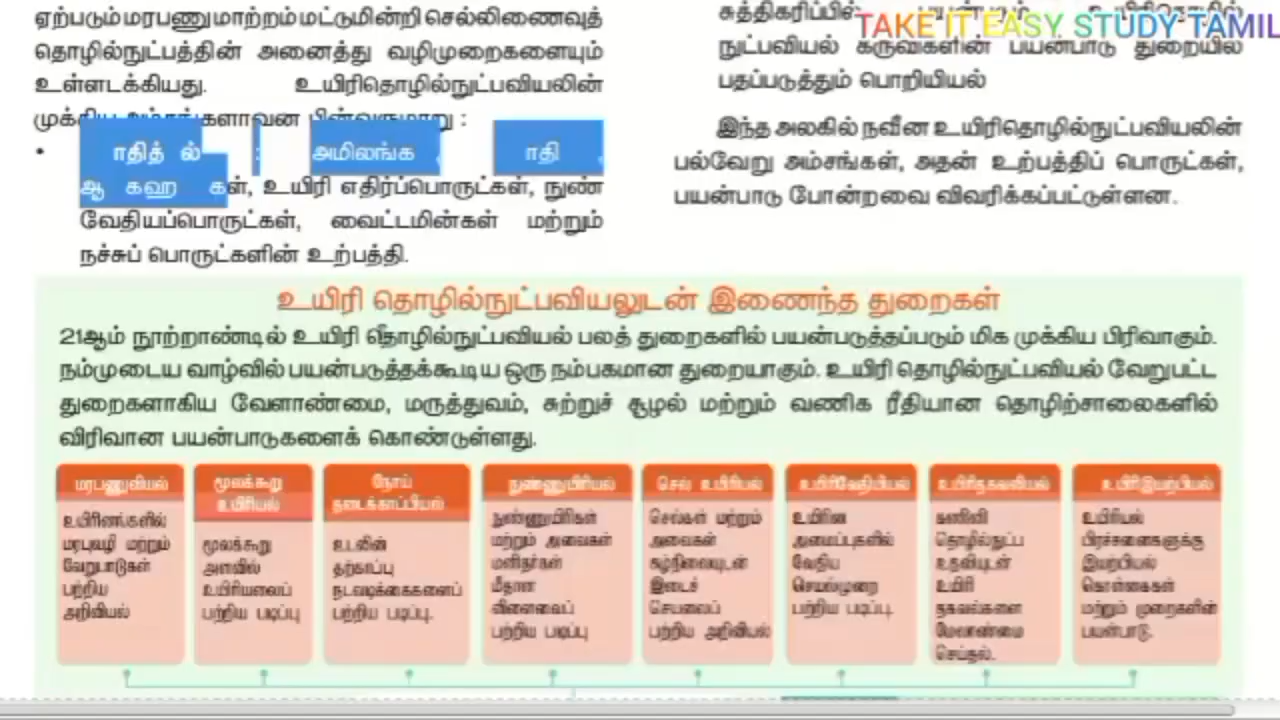 ஏற்படும் மரபணு மாற்றம் மட்டுமின்றி செல்லிணைவுத்
தொழில்நுட்பத்தின் அனைத்து வழிமுறைகளையும்
உள்ளடக்கியது. உயிரிதொழில்நுட்பவியலின்
முக்கிய அம்சங்களாவன பின்வருமாறு :
• அமிலங்க
கள், உயிரி எதிர்ப்பொருட்கள், நுண்
வேதியப்பொருட்கள், வைட்டமின்கள் மற்றும்
நச்சுப் பொருட்களின் உற்பத்தி.
TAKE IT EASY STUDY TAMIL
சுத்திகரிப்பில்
நுட்பவியல் கருவிகளின் பயன்பாடு துறையில்
பதப்படுத்தும் பொறியியல்
இந்த அலகில் நவீன உயிரிதொழில்நுட்பவியலின்
பல்வேறு அம்சங்கள், அதன் உற்பத்திப் பொருட்கள்,
பயன்பாடு போன்றவை விவரிக்கப்பட்டுள்ளன.
உயிரி தொழில்நுட்பவியலுடன் இணைந்த துறைகள்
21ஆம் நூற்றாண்டில் உயிரி தொழில்நுட்பவியல் பலத் துறைகளில் பயன்படுத்தப்படும் மிக முக்கிய பிரிவாகும்.
நம்முடைய வாழ்வில் பயன்படுத்தக்கூடிய ஒரு நம்பகமான துறையாகும். உயிரி தொழில்நுட்பவியல் வேறுபட்ட
துறைகளாகிய வேளாண்மை, மருத்துவம், சுற்றுச் சூழல் மற்றும் வணிக ரீதியான தொழிற்சாலைகளில்
விரிவான பயன்பாடுகளைக் கொண்டுள்ளது.
மரபணுவியல்
உயிரினங்களில்
மரபுவழி மற்றும்
வேறுபாடுகள்
பற்றிய
அறிவியல்
மூலக்கூறு
உயிரியல்
மூலக்கூறு
அளவில்
உயிரியலைப்
பற்றிய படிப்பு
நோய்
தடைக்காப்பியல்
உடலின்
தற்காப்பு
நடவடிக்கைகளைப்
பற்றிய படிப்பு.
நுண்ணுயிரியல்
நுண்ணுயிரிகள்
மற்றும் அவைகள்
மனிதர்கள்
மீதான
விளைவைப்
பற்றிய படிப்பு
செல் உயிரியல்
செல்கள் மற்றும்
அவைகள்
சூழ்நிலையுடன்
இடைச்
செயலைப்
பற்றிய அறிவியல்
உயிர்வேதியியல்
உயிரின
அமைப்புகளில்
வேதிய
செயல்முறை
பற்றிய படிப்பு.
உயிரிதகவலியல்
கணினி
தொழில்நுட்ப
உதவியுடன்
உயிரி
தகவல்களை
மேலாண்மை
செய்தல்.
உயிர்இயற்பியல்
உயிரியல்
பிரச்சனைகளுக்கு
இயற்பியல்
கொள்கைகள்
மற்றும் முறைகளின்
பயன்பாடு.